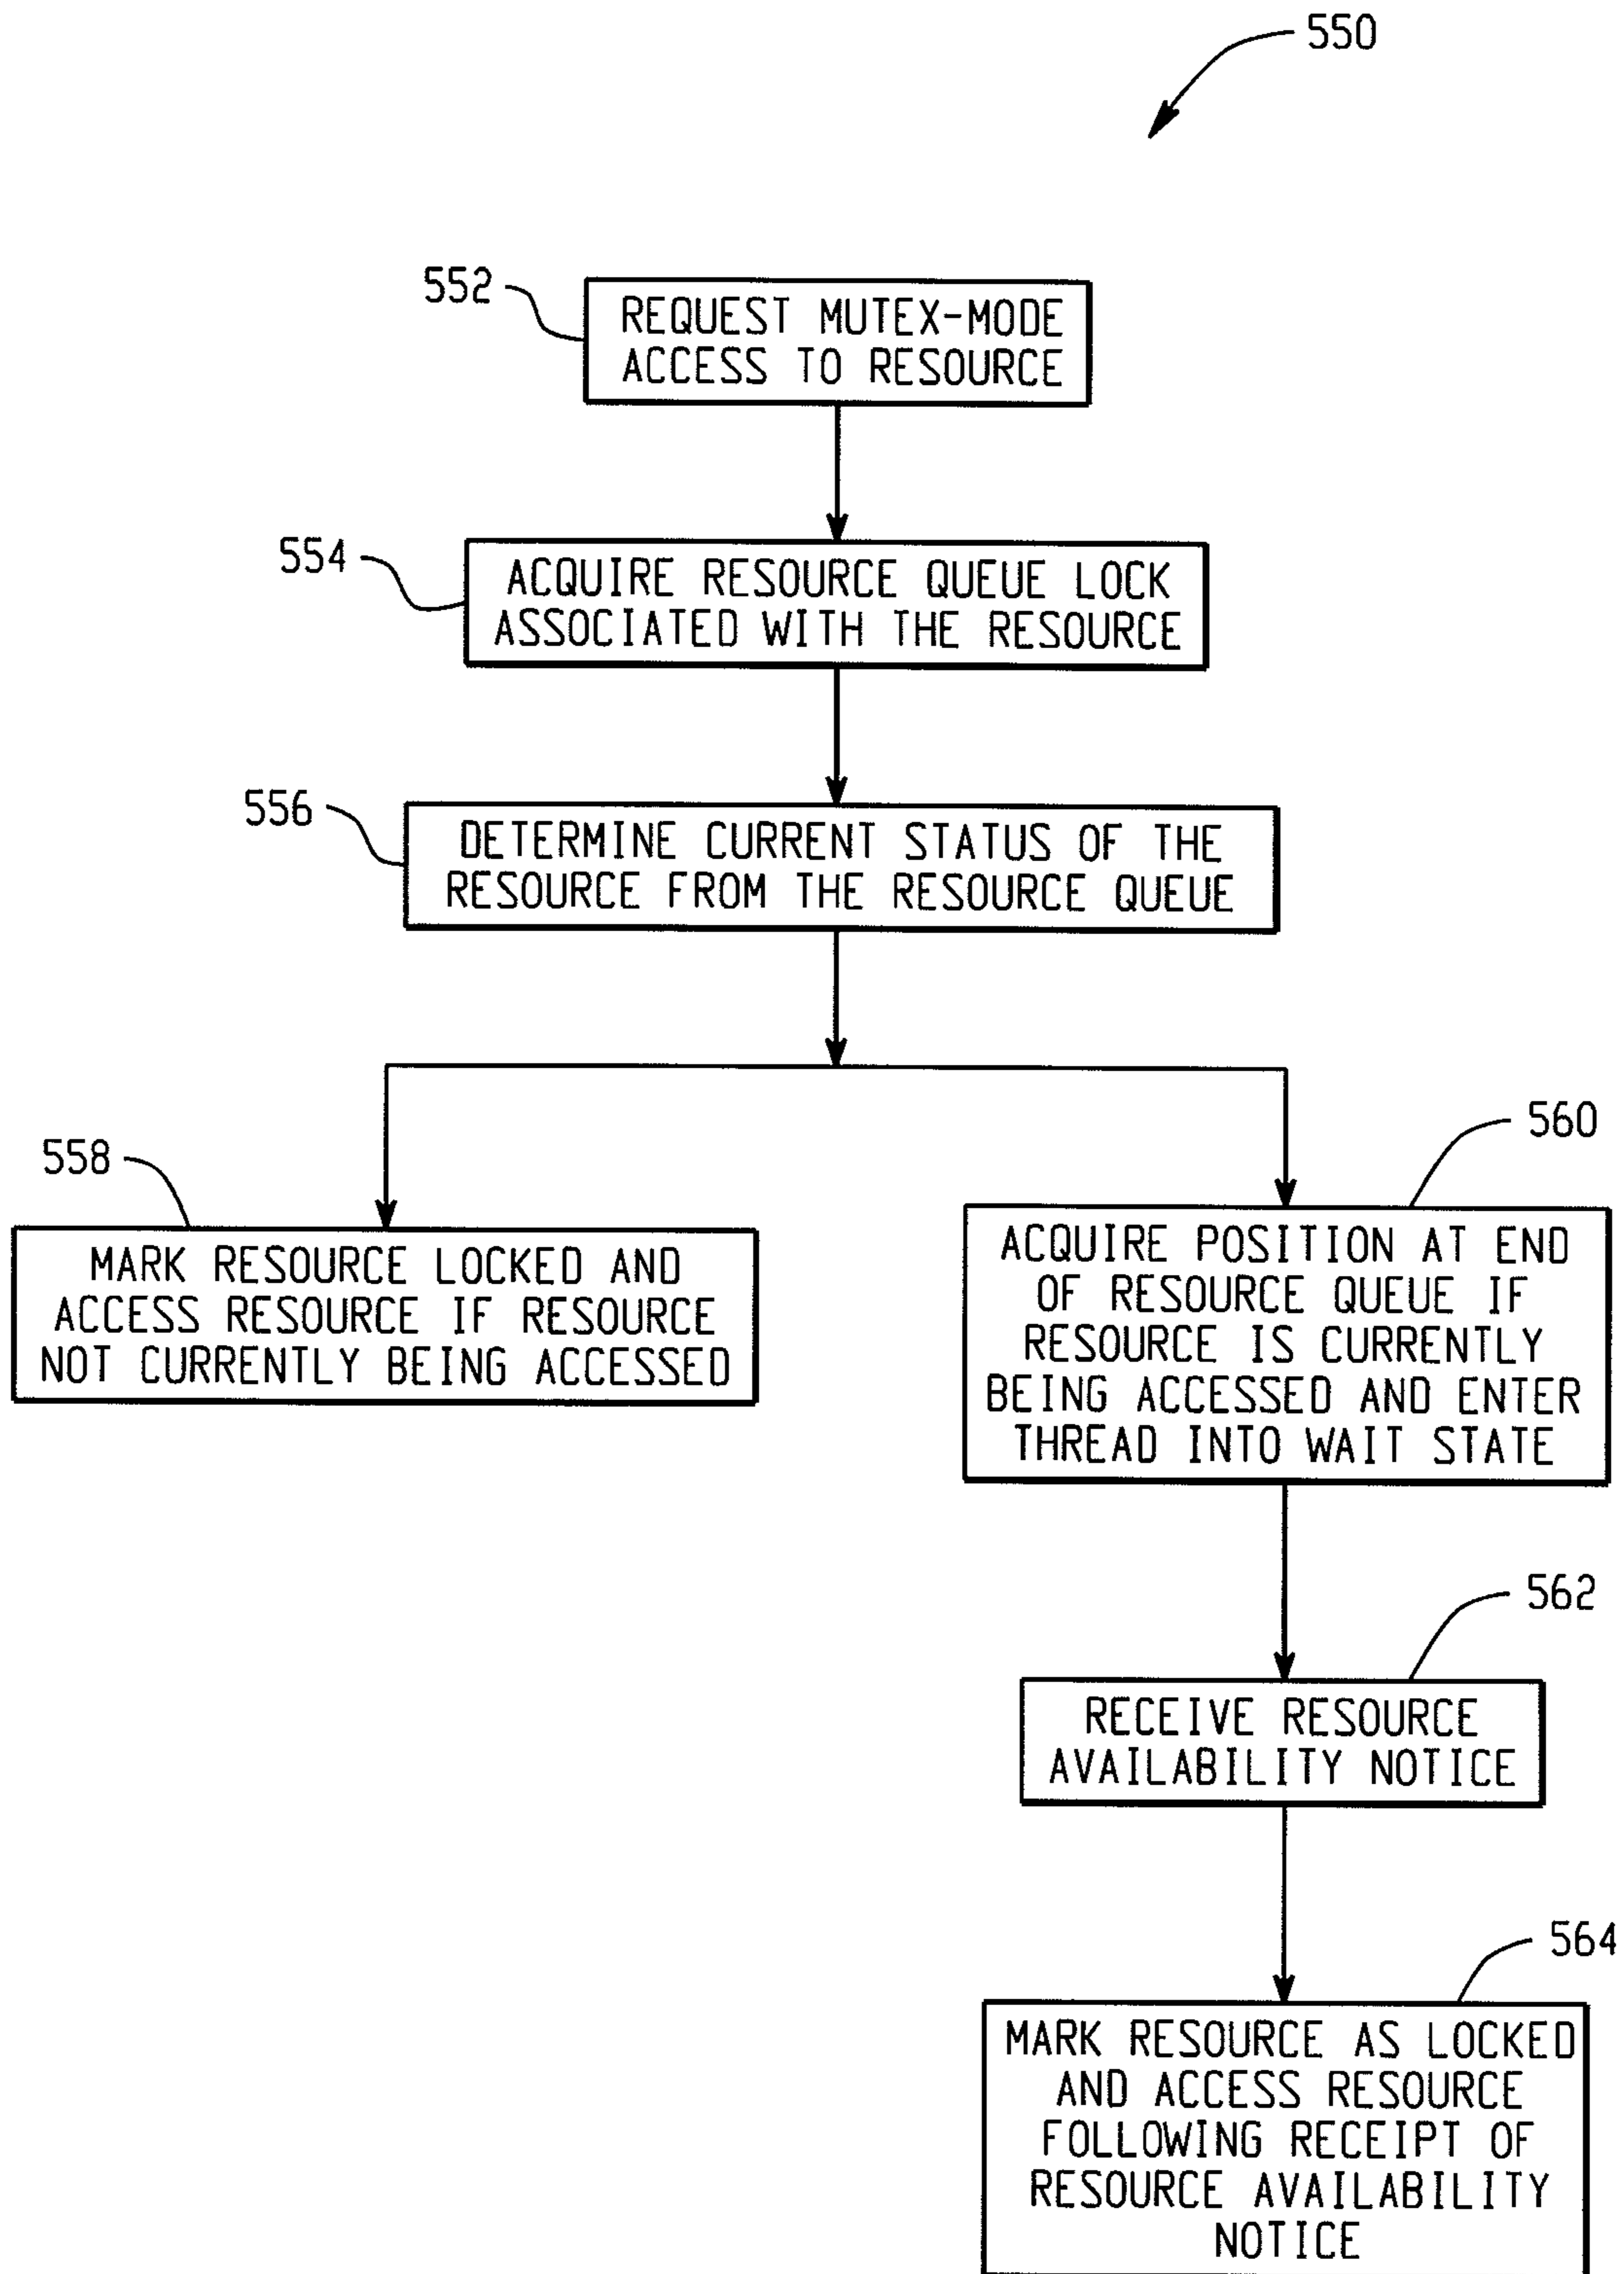 550
552
REQUEST MUTEX-MODE
ACCESS TO RESOURCE
554
ACQUIRE RESOURCE QUEUE LOCK
ASSOCIATED WITH THE RESOURCE
556
DETERMINE CURRENT STATUS OF THE
RESOURCE FROM THE RESOURCE QUEUE
558
MARK RESOURCE LOCKED AND
ACCESS RESOURCE IF RESOURCE
NOT CURRENTLY BEING ACCESSED
560
ACQUIRE POSITION AT END
OF RESOURCE QUEUE IF
RESOURCE IS CURRENTLY
BEING ACCESSED AND ENTER
THREAD INTO WAIT STATE
562
RECEIVE RESOURCE
AVAILABILITY NOTICE
564
MARK RESOURCE AS LOCKED
AND ACCESS RESOURCE
FOLLOWING RECEIPT OF
RESOURCE AVAILABILITY
NOTICE